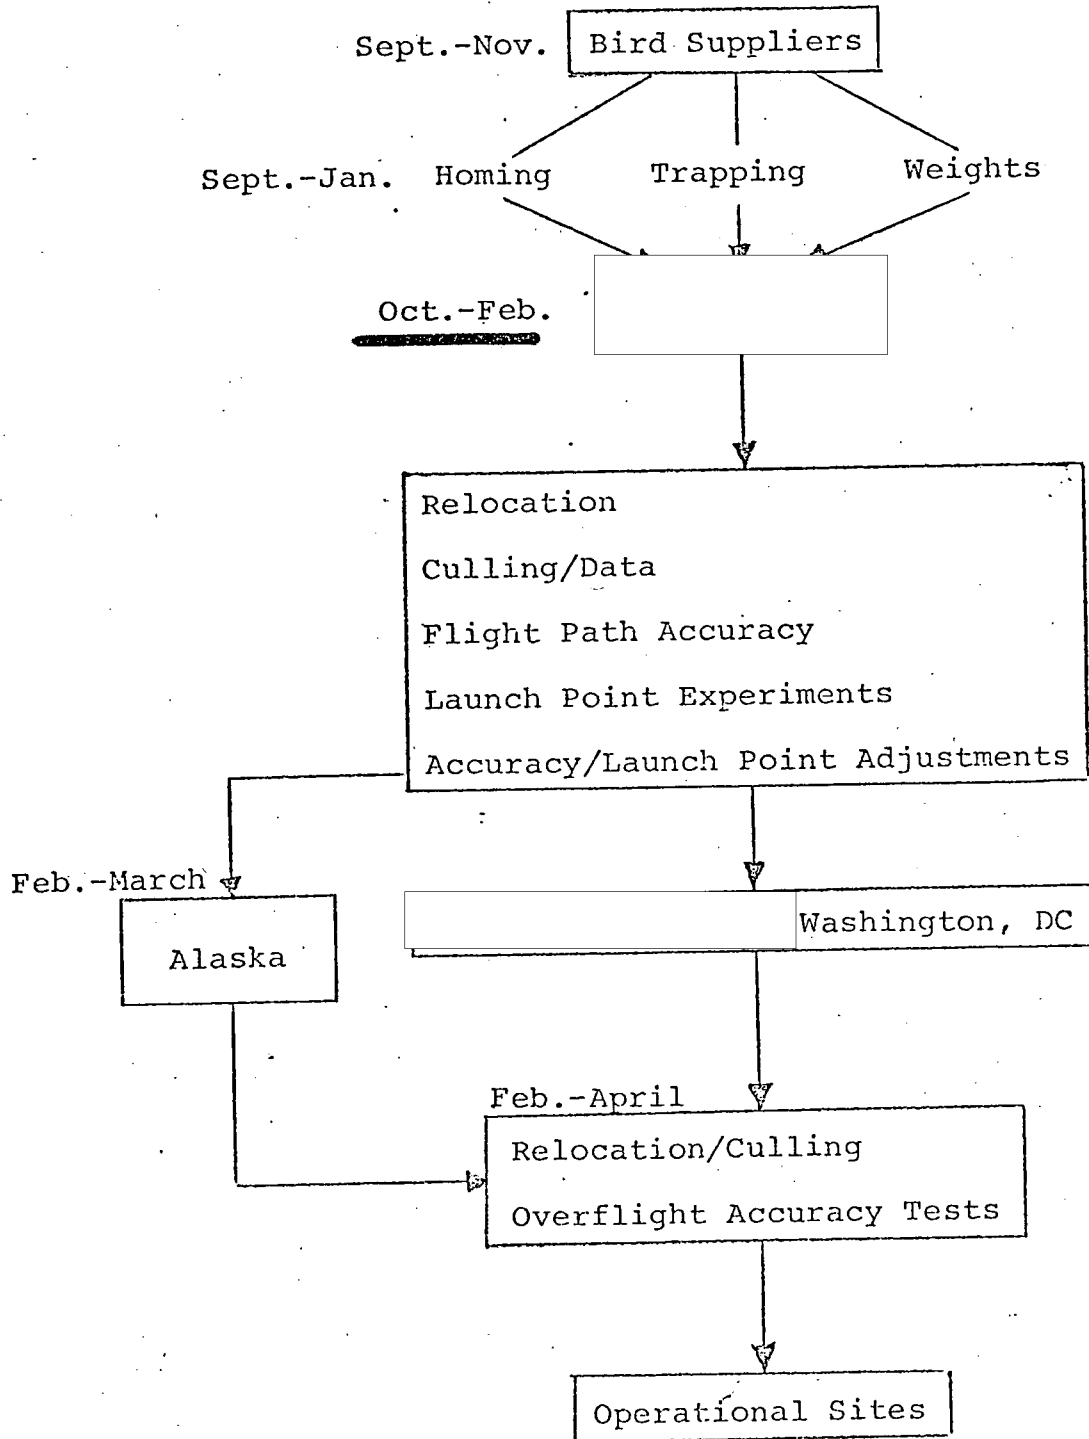 Sept.-Nov. Bird Suppliers
Sept.-Jan. Homing Trapping Weights
Oct.-Feb.
Relocation
Culling/Data
Flight Path Accuracy
Launch Point Experiments
Accuracy/Launch Point Adjustments
Feb.-March
Washington, DC
Alaska
Feb.-April
Relocation/Culling
Overflight Accuracy Tests
Operational Sites